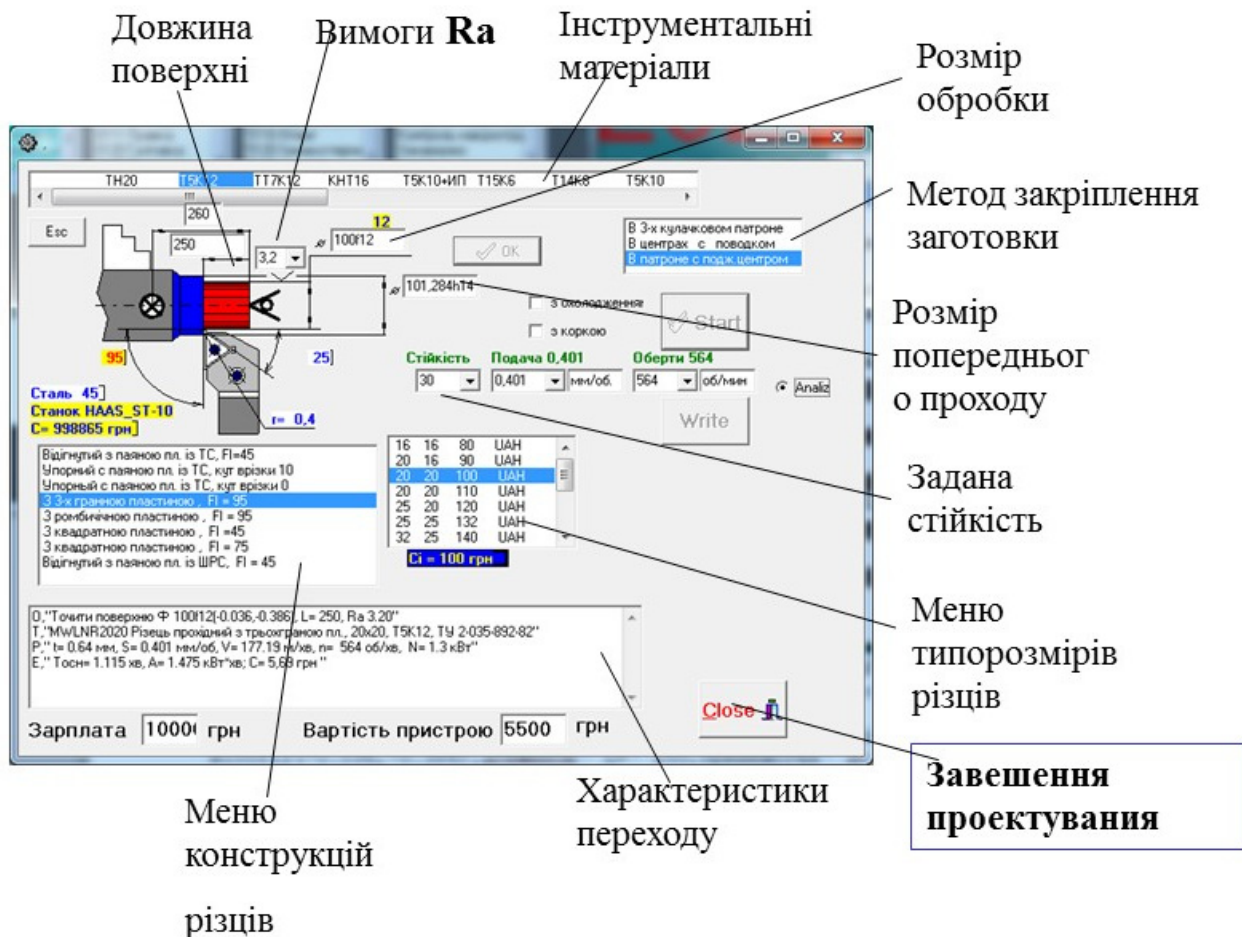 Довжина
поверхні
Вимоги Ra
Інструментальні
матеріали
Розмір
обробки
ТН20 Т5К12 ТТ7К12 КНТ16 Т5К10+ИП Т15К6 Т14К8 Т5К10
Esc
260
250
3,2
12
100f12
OK
В 3-х кулачковом патроне
В центрах с поводком
В патроне с подж.центром
Метод закріплення
заготовки
101,284h14
з охолодження
з коркою
Start
Розмір
попередньог
о проходу
95]
25]
Стійкість Подача 0,401 Оберти 564
30 0,401 мм/об. 564 об/мин
Analiz
Write
Сталь 45]
Станок HAAS_ST-10
C= 998865 грн]
r= 0,4
Відігнутий з паяною пл. із ТС, FI=45
Упорний с паяною пл. із ТС, кут врізки 10
Упорный с паяною пл. із ТС, кут врізки 0
З 3-х гранною пластиною , FI = 95
З ромбичіною пластиною , FI = 95
З квадратною пластиною , FI =45
З квадратною пластиною , FI = 75
Відігнутий з паяною пл. із ШРС, FI = 45
16 16 80 UAH
20 16 90 UAH
20 20 100 UAH
20 20 110 UAH
25 20 120 UAH
25 25 132 UAH
32 25 140 UAH
Ci = 100 грн
Задана
стійкість
О,"Точити поверхню Ф 100f12(-0.036,-0.386), L= 250, Ra 3.20"
Т,"MWLNR2020 Різець прохідний з трьохграною пл., 20x20, Т5К12, ТУ 2-035-892-82"
Р," t= 0.64 мм, S= 0.401 мм/об, V= 177.19 м/хв, n= 564 об/хв, N= 1.3 кВт"
Е," Тосн= 1.115 хв, А= 1.475 кВт*хв; С= 5,69 грн "
Меню
типорозмірів
різців
Зарплата 1000 грн Вартість пристрою 5500 грн
Close
Завешення
проектування
Меню
конструкцій
різців
Характеристики
переходу